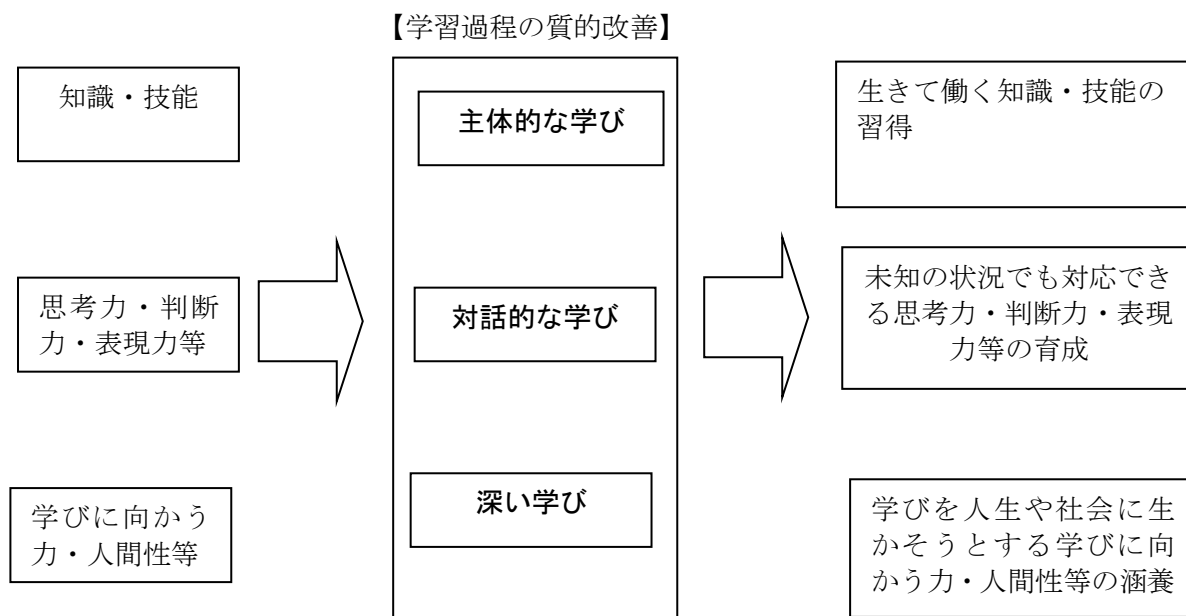 【学習過程の質的改善】
知識・技能
主体的な学び
生きて働く知識・技能の
習得
思考力・判断
力・表現力等
対話的な学び
未知の状況でも対応でき
る思考力・判断力・表現
力等の育成
学びに向かう
力・人間性等
深い学び
学びを人生や社会に生
かそうとする学びに向
かう力・人間性等の涵養